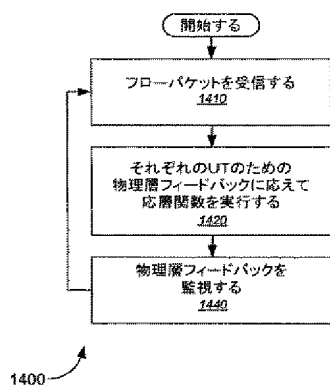 開始する
フローパケットを受信する
1410
それぞれのUTのための
物理層フィードバックに応えて
応層関数を実行する
1420
物理層フィードバックを
監視する
1440
1400